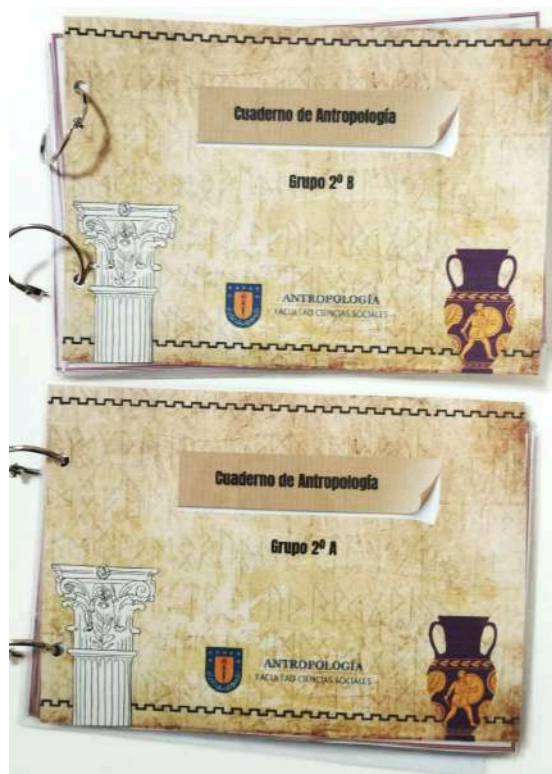 Cuaderno de Antropología
Grupo 2º B
ANTROPOLOGÍA
FACULTAD CIENCIAS SOCIALES
Cuaderno de Antropología
Grupo 2º A
ANTROPOLOGÍA
FACULTAD CIENCIAS SOCIALES